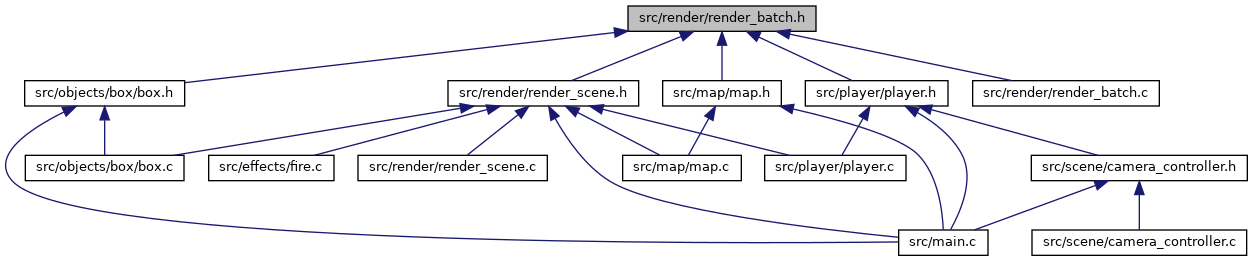 src/render/render_batch.h
src/objects/box/box.h
src/render/render_scene.h
src/map/map.h
src/player/player.h
src/render/render_batch.c
src/objects/box/box.c
src/effects/fire.c
src/render/render_scene.c
src/map/map.c
src/player/player.c
src/scene/camera_controller.h
src/main.c
src/scene/camera_controller.c